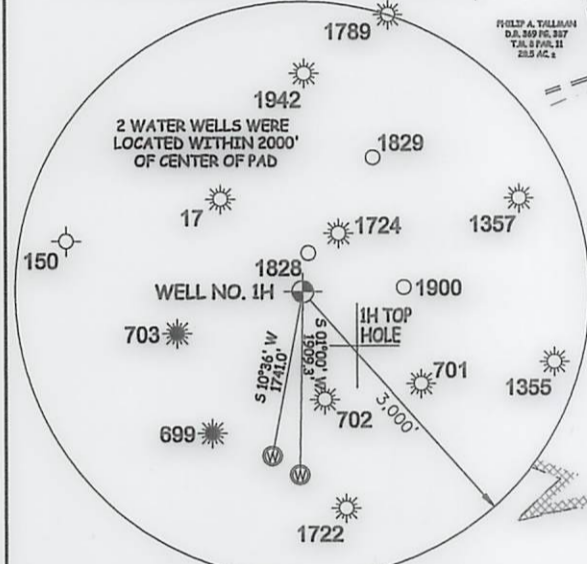 1789
PHILIP A. TALLMAN
D.B. 369 PG. 387
T.M. 8 PAR. 11
28.5 AC. ±
1942
2 WATER WELLS WERE
LOCATED WITHIN 2000'
OF CENTER OF PAD
1829
17
1724
1357
150
1828
WELL NO. 1H
1900
1H TOP
HOLE
703
S 10°36' W
1741.0'
S 01°00' W
1909.3'
701
1355
702
3,000'
699
W
W
1722